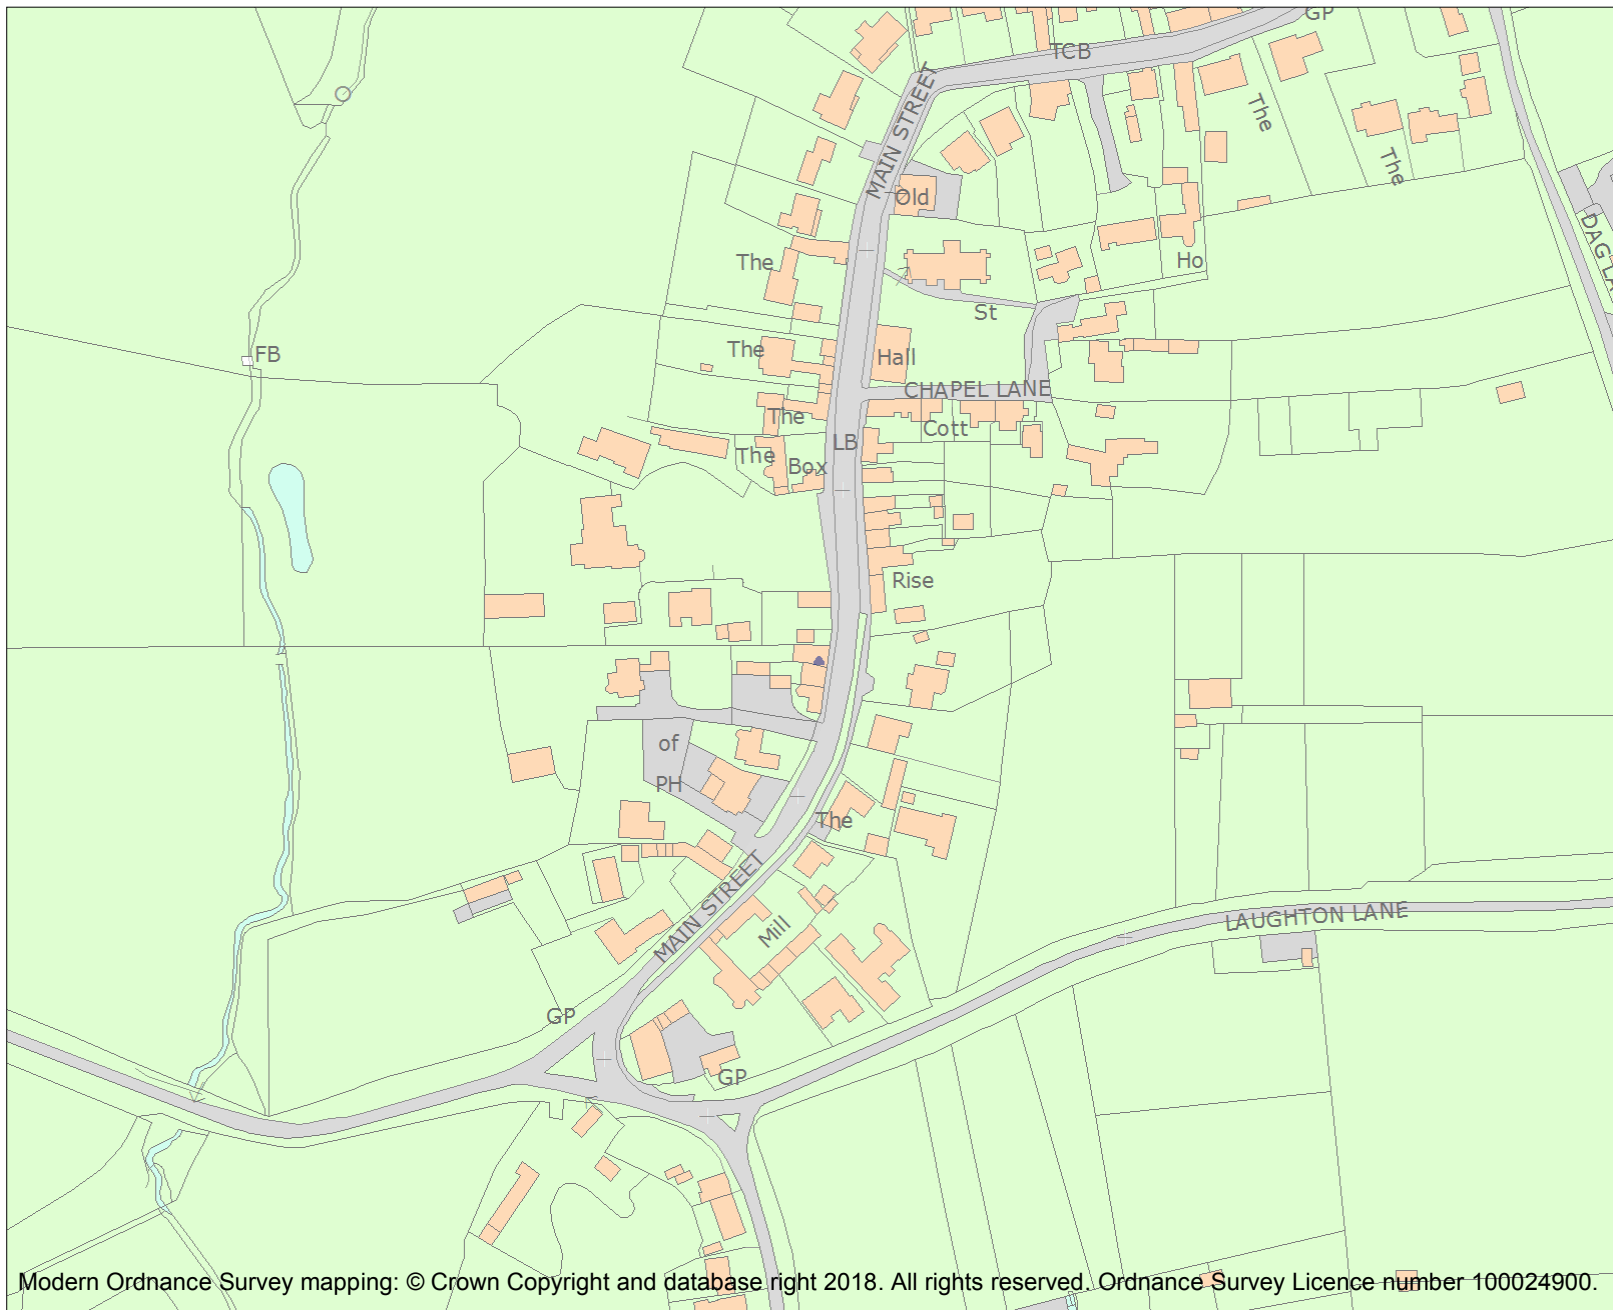 GP
TCB
MAIN STREET
The
The
Old
DAG LA
The
Ho
St
The
Hall
FB
CHAPEL LANE
The
Cott
LB
The
Box
Rise
of
PH
The
MAIN STREET
LAUGHTON LANE
Mill
GP
GP
Modern Ordnance Survey mapping: © Crown Copyright and database right 2018. All rights reserved. Ordnance Survey Licence number 100024900.